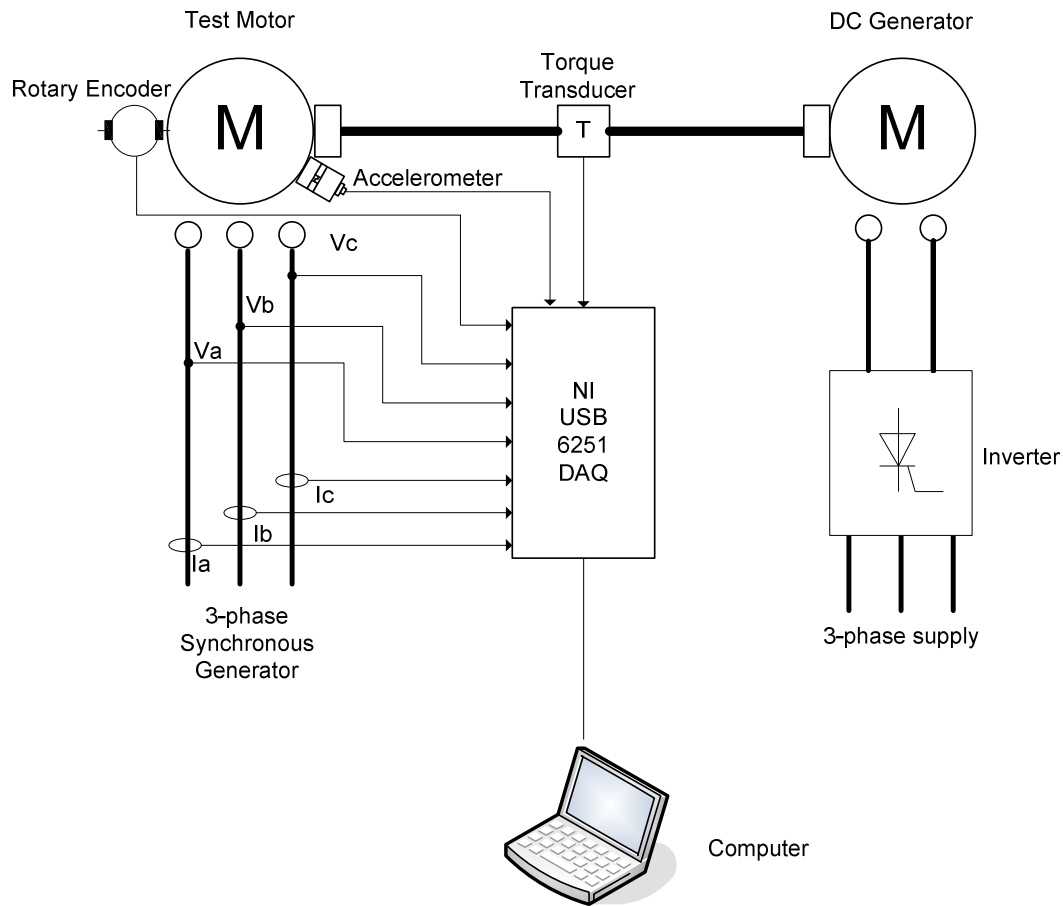 Test Motor
DC Generator
Rotary Encoder
M
Torque
Transducer
T
M
Accelerometer
Vc
Vb
Va
NI
USB
6251
DAQ
Inverter
Ic
Ib
Ia
3-phase
Synchronous
Generator
3-phase supply
Computer